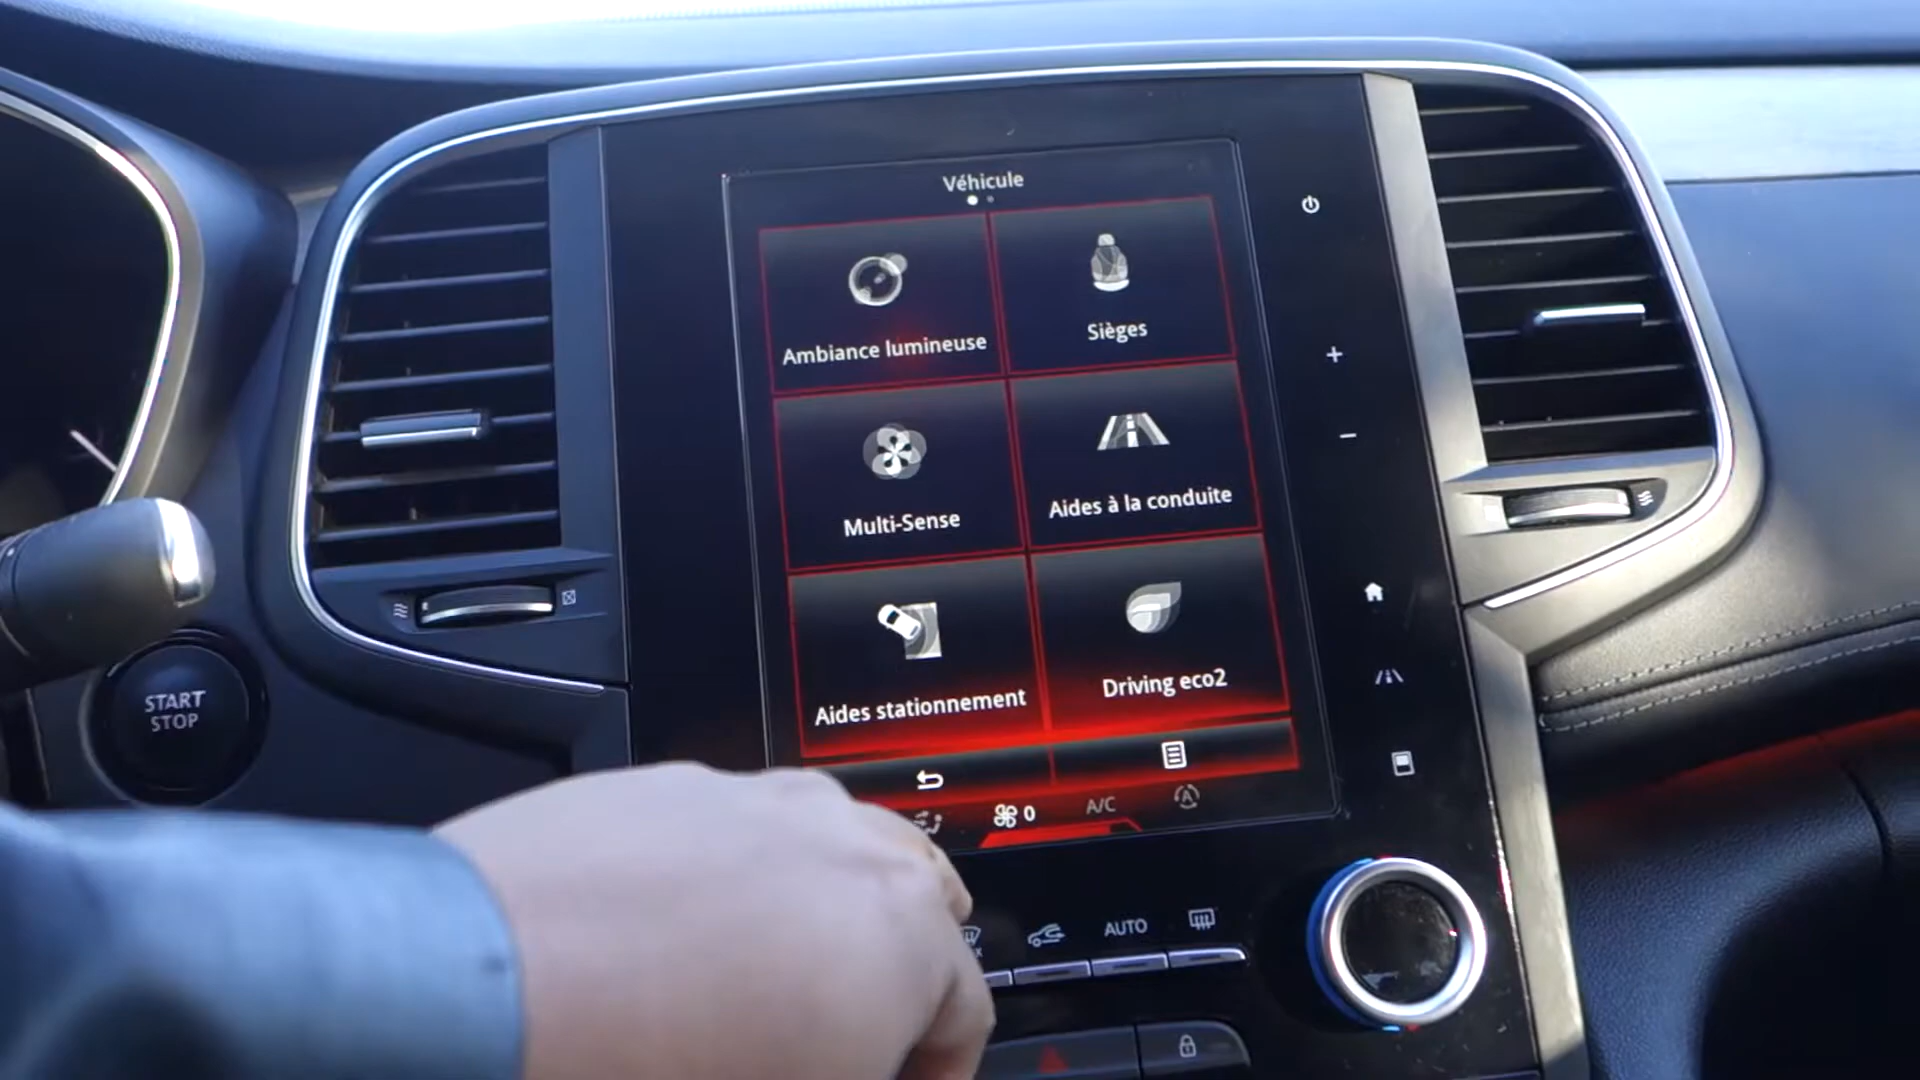 Véhicule
Ambiance lumineuse
Sièges
Multi-Sense
Aides à la conduite
Aides stationnement
Driving eco2
0
A/C
A
START
STOP
AUTO